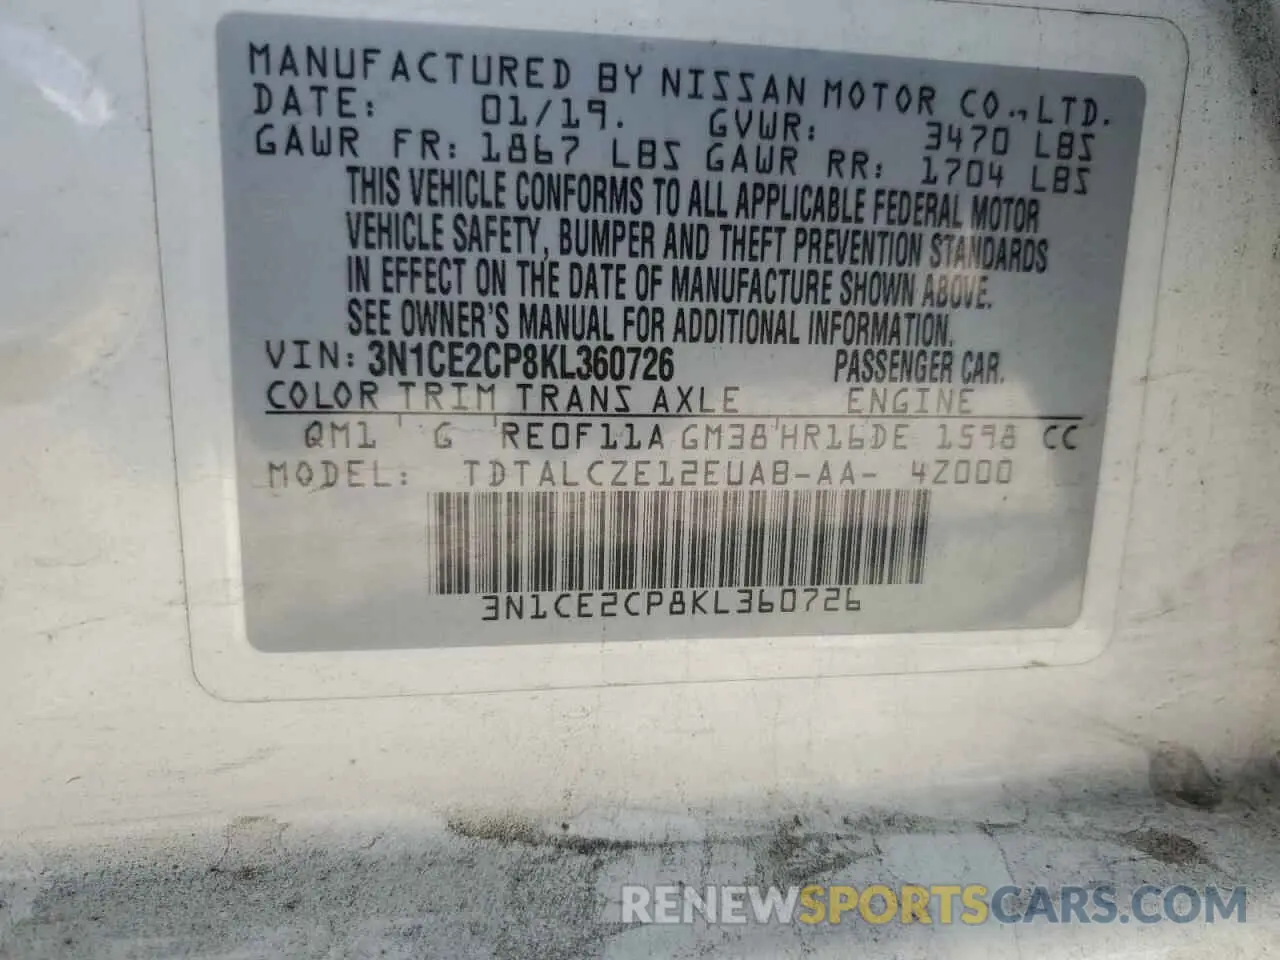 MANUFACTURED BY NISSAN MOTOR CO., LTD.
DATE: 01/19. GVWR: 3470 LBS
GAWR FR: 1867 LBS GAWR RR: 1704 LBS
THIS VEHICLE CONFORMS TO ALL APPLICABLE FEDERAL MOTOR
VEHICLE SAFETY, BUMPER AND THEFT PREVENTION STANDARDS
IN EFFECT ON THE DATE OF MANUFACTURE SHOWN ABOVE.
SEE OWNER'S MANUAL FOR ADDITIONAL INFORMATION.
VIN: 3N1CE2CP8KL360726 PASSENGER CAR.
COLOR TRIM TRANS AXLE ENGINE
QM1 ' G ' RE0F11A GM38 ' HR16DE 1598 CC
MODEL: TDTALCZE12EUA8-AA- 4Z000
3N1CE2CP8KL360726
RENEWSPORTSCARS.COM